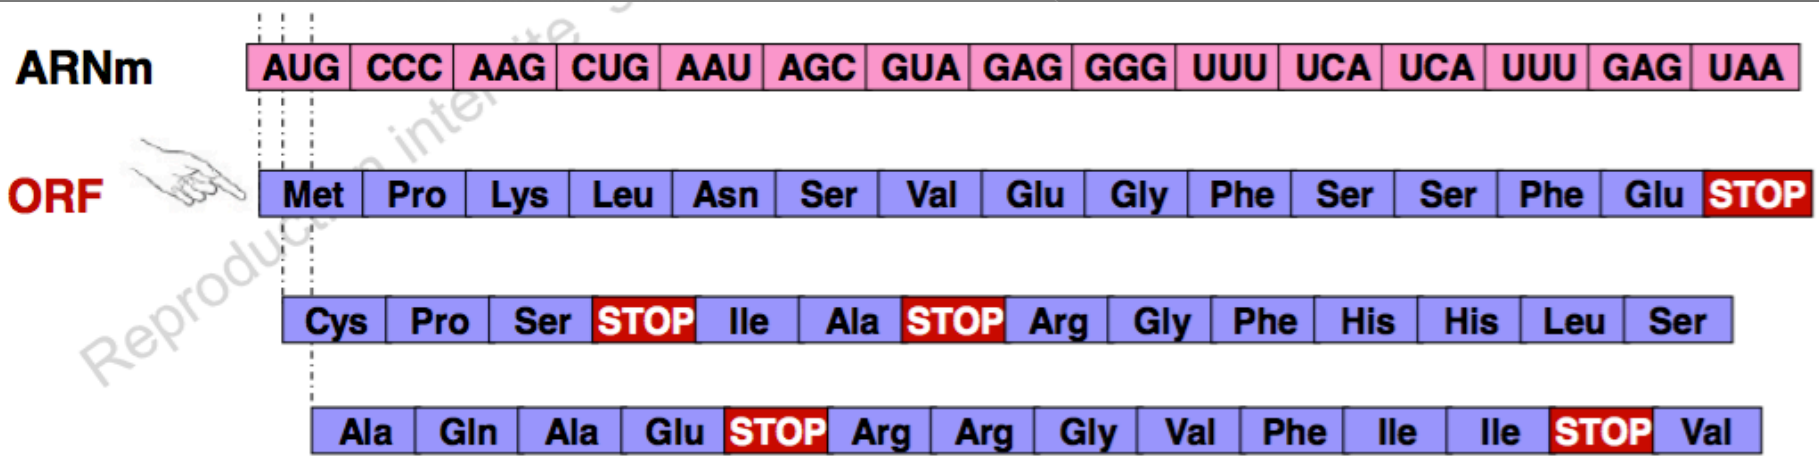 ARNm AUG CCC AAG CUG AAU AGC GUA GAG GGG UUU UCA UCA UUU GAG UAA
ORF Met Pro Lys Leu Asn Ser Val Glu Gly Phe Ser Ser Phe Glu STOP
Cys Pro Ser STOP Ile Ala STOP Arg Gly Phe His His Leu Ser
Ala Gln Ala Glu STOP Arg Arg Gly Val Phe Ile Ile STOP Val